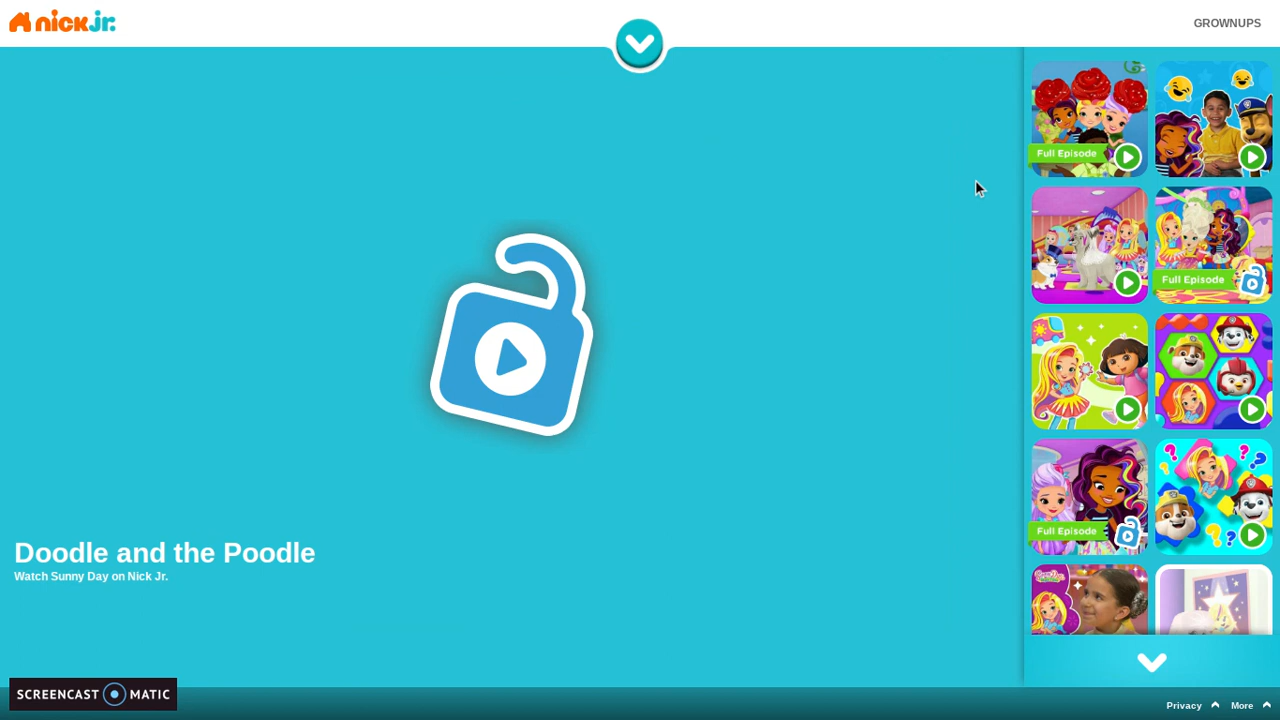 nick jr.
GROWNUPS
Full Episode
Full Episode
Full Episode
Doodle and the Poodle
Watch Sunny Day on Nick Jr.
SCREENCAST MATIC
Privacy
More